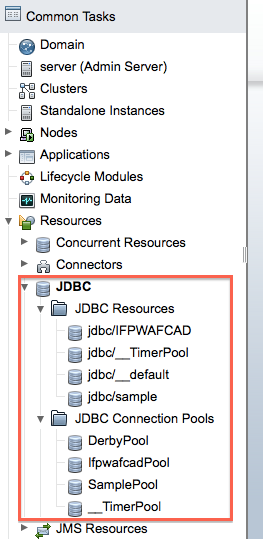 Common Tasks
Domain
server (Admin Server)
Clusters
Standalone Instances
Nodes
Applications
Lifecycle Modules
Monitoring Data
Resources
Concurrent Resources
Connectors
JDBC
JDBC Resources
jdbc/IFPWAFCAD
jdbc/__TimerPool
jdbc/__default
jdbc/sample
JDBC Connection Pools
DerbyPool
IfpwafcadPool
SamplePool
__TimerPool
JMS Resources